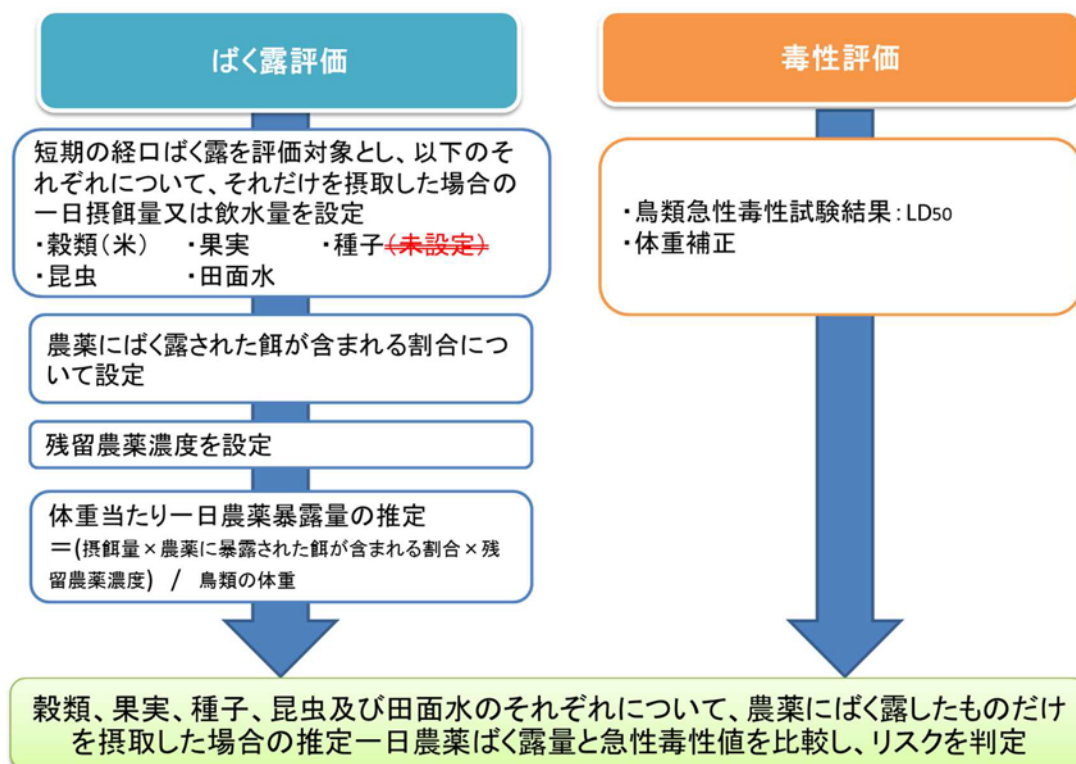 ばく露評価
短期の経口ばく露を評価対象とし、以下のそ
れぞれについて、それだけを摂取した場合の
一日摂餌量又は飲水量を設定
・穀類(米) ・果実 ・種子(未設定)
・昆虫 ・田面水
農薬にばく露された餌が含まれる割合につ
いて設定
残留農薬濃度を設定
体重当たり一日農薬暴露量の推定
=(摂餌量×農薬に暴露された餌が含まれる割合×残
留農薬濃度) / 鳥類の体重
毒性評価
・鳥類急性毒性試験結果:LD50
・体重補正
穀類、果実、種子、昆虫及び田面水のそれぞれについて、農薬にばく露したものだけ
を摂取した場合の推定一日農薬ばく露量と急性毒性値を比較し、リスクを判定